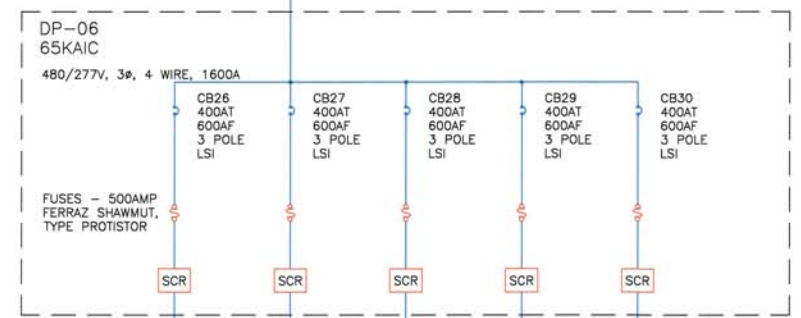 DP-06
65KAIC
480/277V, 3ø, 4 WIRE, 1600A
CB26
400AT
600AF
3 POLE
LSI
CB27
400AT
600AF
3 POLE
LSI
CB28
400AT
600AF
3 POLE
LSI
CB29
400AT
600AF
3 POLE
LSI
CB30
400AT
600AF
3 POLE
LSI
FUSES - 500AMP
FERRAZ SHAWMUT,
TYPE PROTISTOR
SCR
SCR
SCR
SCR
SCR